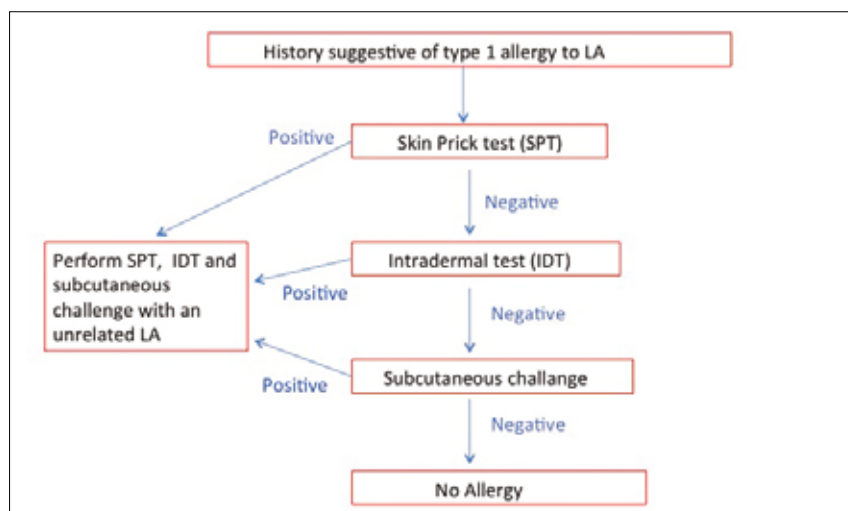 History suggestive of type 1 allergy to LA
Positive
Skin Prick test (SPT)
Negative
Perform SPT, IDT and
subcutaneous
challenge with an
unrelated LA
Intradermal test (IDT)
Positive
Negative
Subcutaneous challange
Positive
Negative
No Allergy